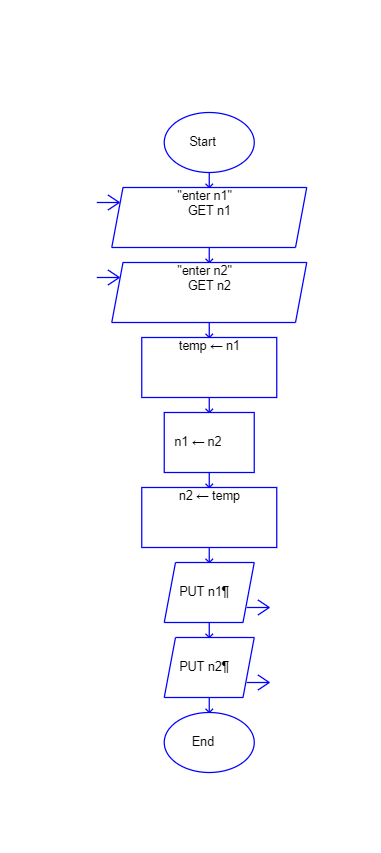 Start
"enter n1"
GET n1
"enter n2"
GET n2
temp ← n1
n1 ← n2
n2 ← temp
PUT n1¶
PUT n2¶
End